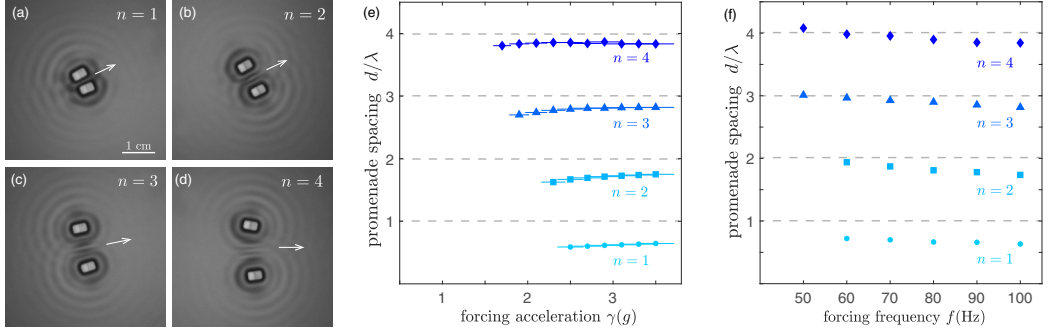 (a) n = 1
(b) n = 2
1 cm
(c) n = 3
(d) n = 4
(e)
promenade spacing d/λ
4
3
2
1
n = 4
n = 3
n = 2
n = 1
1 2 3
forcing acceleration γ(g)
(f)
promenade spacing d/λ
4
3
2
1
n = 4
n = 3
n = 2
n = 1
50 60 70 80 90 100
forcing frequency f(Hz)